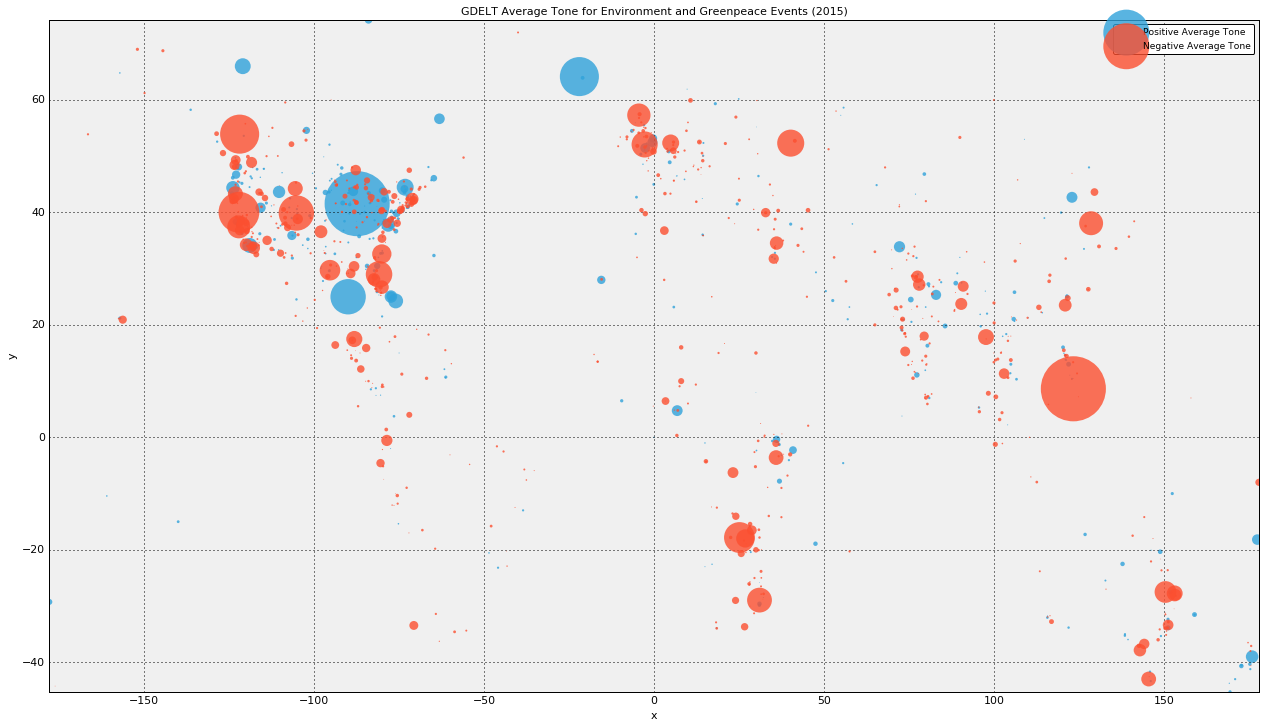 GDELT Average Tone for Environment and Greenpeace Events (2015)
Positive Average Tone
Negative Average Tone
60
40
20
0
−20
−40
y
−150
−100
−50
0
50
100
150
x